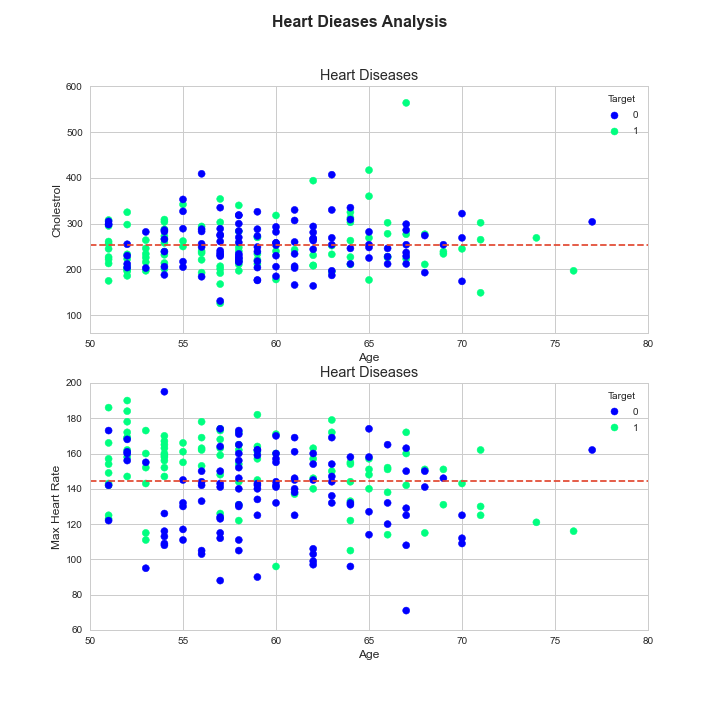 Heart Dieases Analysis
Heart Diseases
600
500
400
300
200
100
Cholestrol
Target
0
1
50 55 60 65 70 75 80
Age
Heart Diseases
200
180
160
140
120
100
80
60
Max Heart Rate
Target
0
1
50 55 60 65 70 75 80
Age